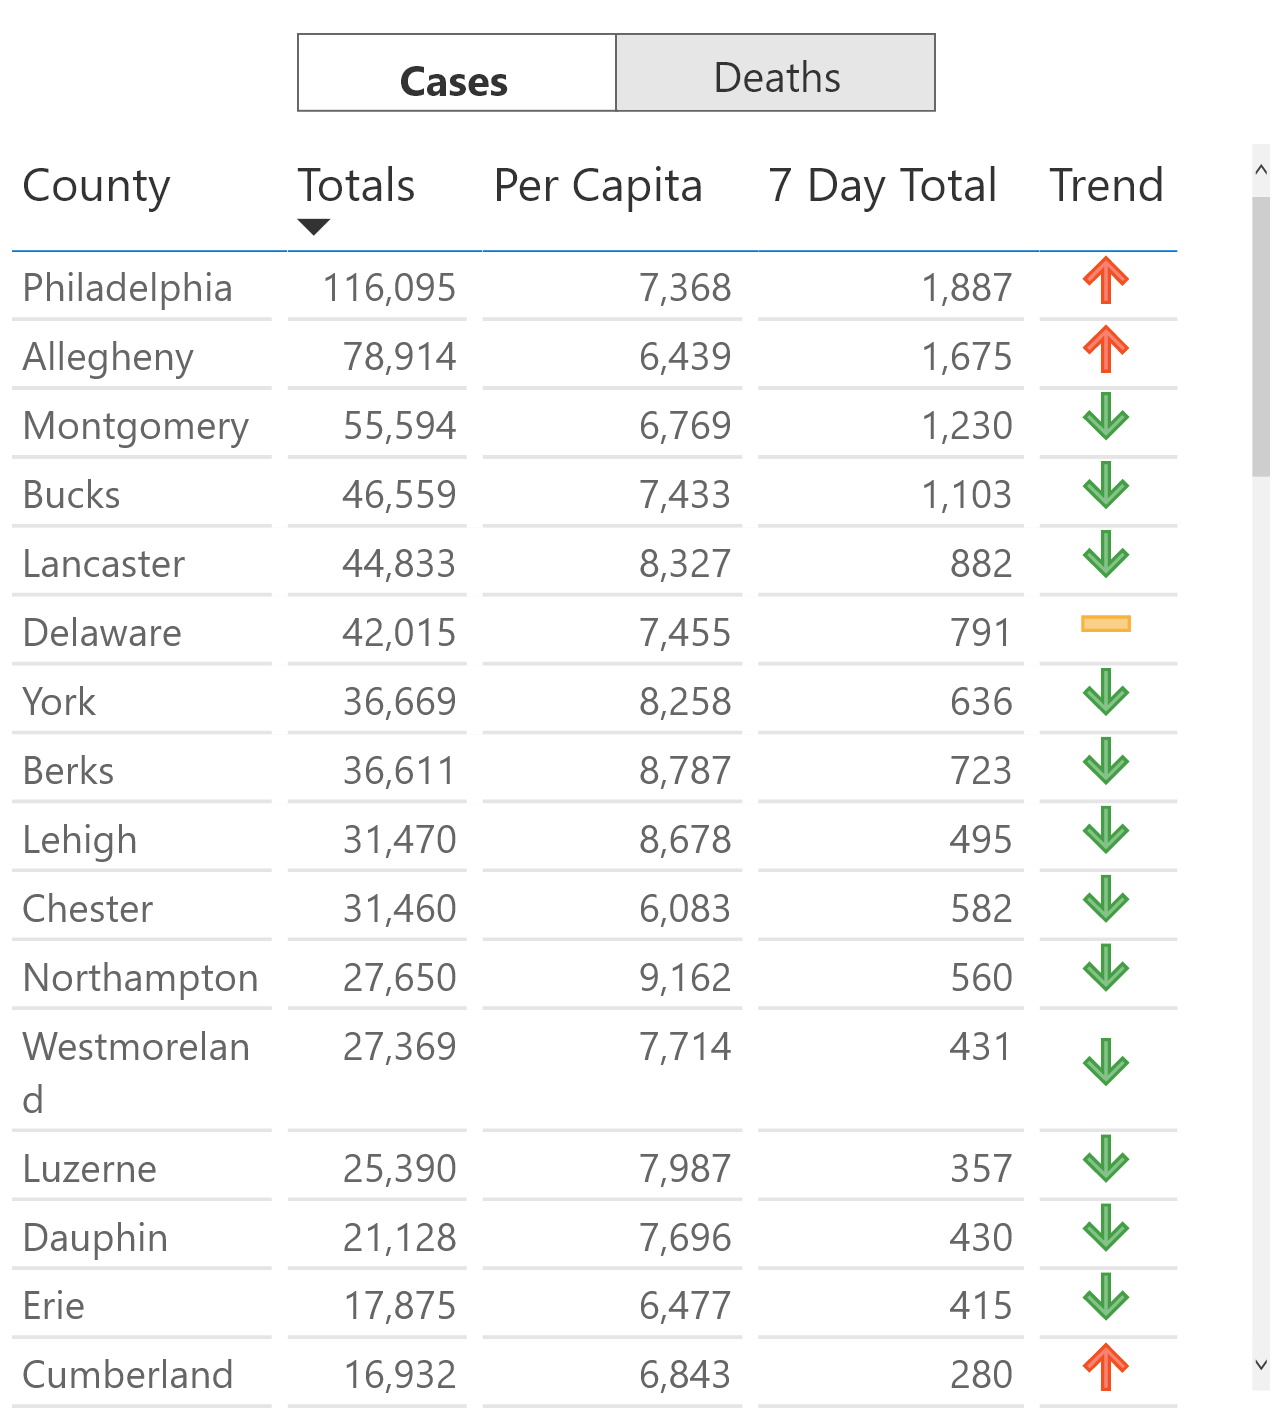 Cases Deaths
County Totals Per Capita 7 Day Total Trend
Philadelphia 116,095 7,368 1,887
Allegheny 78,914 6,439 1,675
Montgomery 55,594 6,769 1,230
Bucks 46,559 7,433 1,103
Lancaster 44,833 8,327 882
Delaware 42,015 7,455 791
York 36,669 8,258 636
Berks 36,611 8,787 723
Lehigh 31,470 8,678 495
Chester 31,460 6,083 582
Northampton 27,650 9,162 560
Westmorelan 27,369 7,714 431
d
Luzerne 25,390 7,987 357
Dauphin 21,128 7,696 430
Erie 17,875 6,477 415
Cumberland 16,932 6,843 280